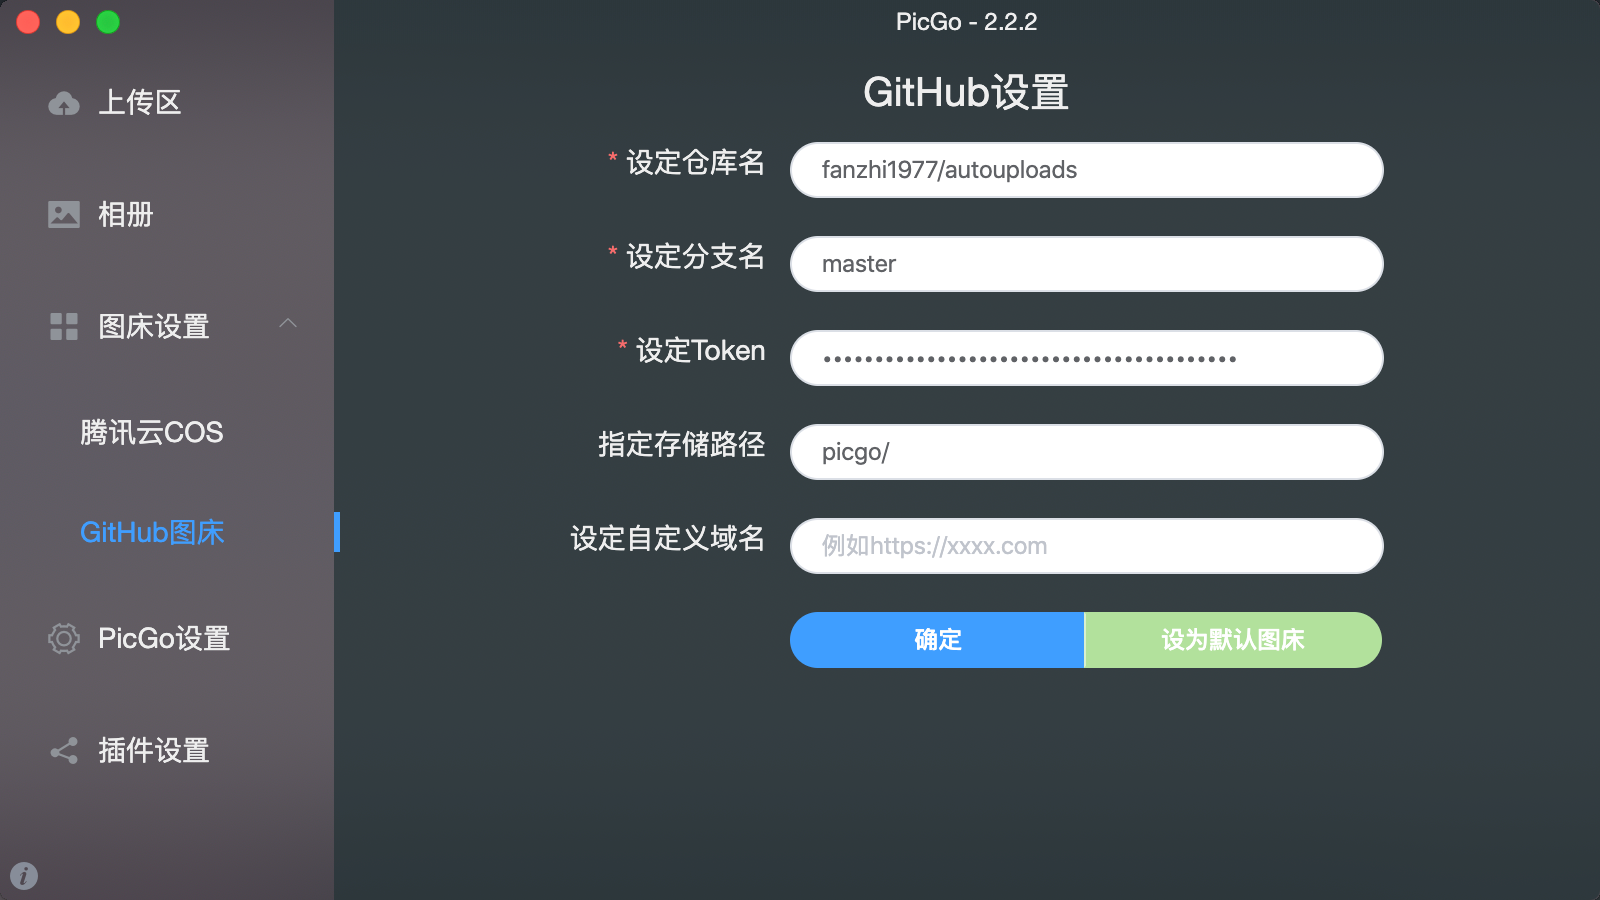 PicGo - 2.2.2
上传区
相册
图床设置
腾讯云COS
GitHub图床
PicGo设置
插件设置
GitHub设置
* 设定仓库名
fanzhi1977/autouploads
* 设定分支名
master
* 设定Token
••••••••••••••••••••••••••••••••••••••••
指定存储路径
picgo/
设定自定义域名
例如https://xxxx.com
确定
设为默认图床